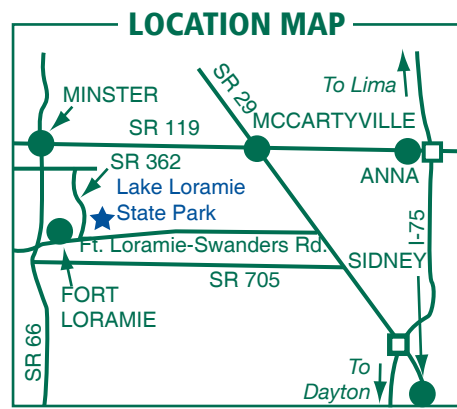 LOCATION MAP
To Lima
SR 29
MINSTER
MCCARTYVILLE
SR 119
SR 362
ANNA
Lake Loramie
State Park
I-75
Ft. Loramie-Swanders Rd.
SIDNEY
SR 705
FORT
LORAMIE
SR 66
To
Dayton